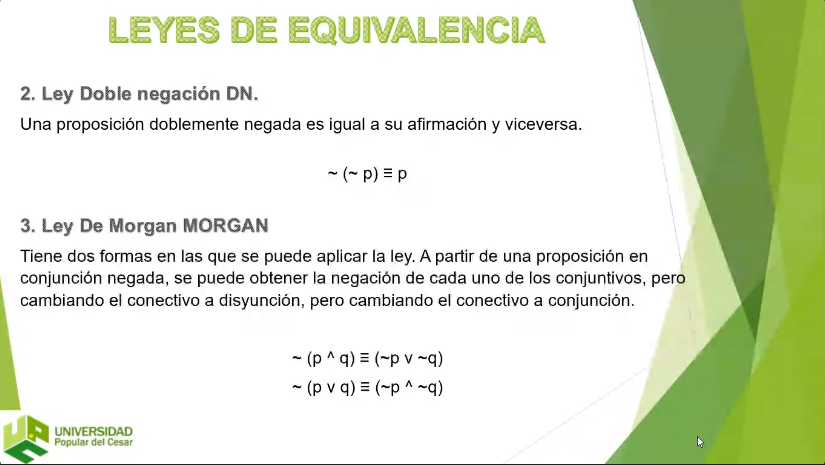 LEYES DE EQUIVALENCIA
2. Ley Doble negación DN.
Una proposición doblemente negada es igual a su afirmación y viceversa.
~ (~ p) ≡ p
3. Ley De Morgan MORGAN
Tiene dos formas en las que se puede aplicar la ley. A partir de una proposición en
conjunción negada, se puede obtener la negación de cada uno de los conjuntivos, pero
cambiando el conectivo a disyunción, pero cambiando el conectivo a conjunción.
~ (p ^ q) ≡ (~p v ~q)
~ (p v q) ≡ (~p ^ ~q)
UNIVERSIDAD
Popular del Cesar